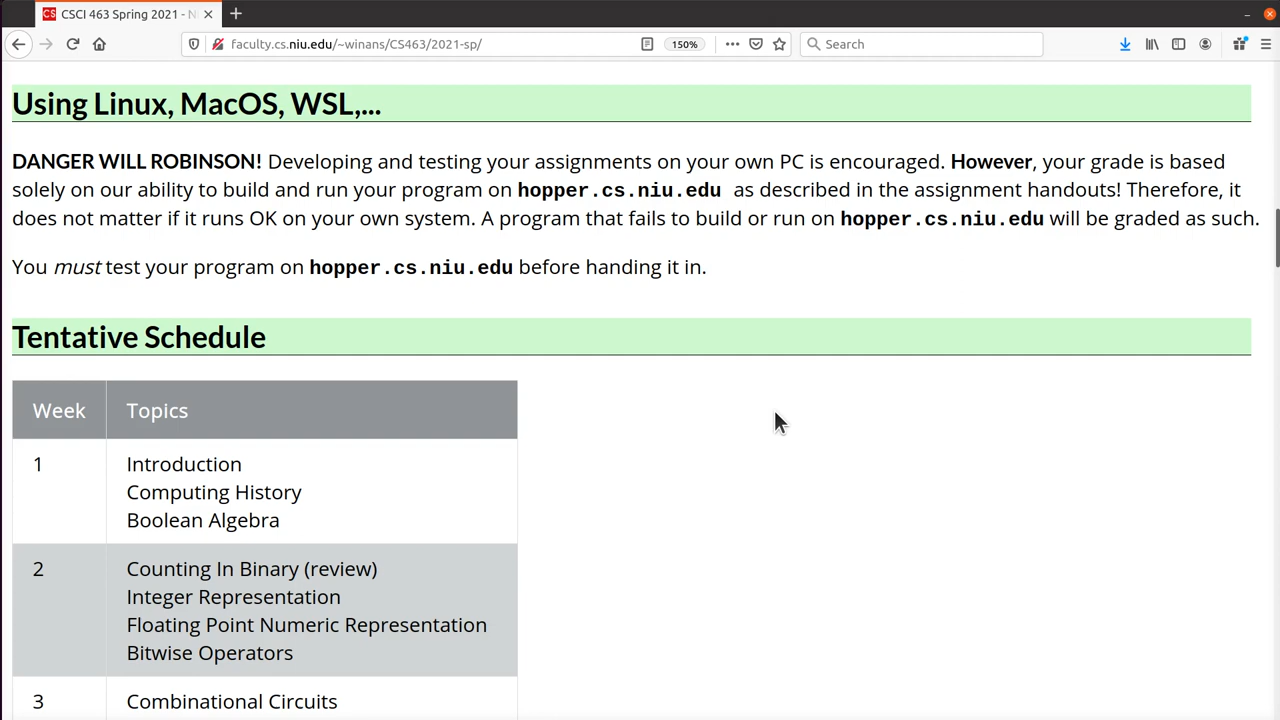 CSCI 463 Spring 2021 - N
faculty.cs.niu.edu/~winans/CS463/2021-sp/
150%
Search
Using Linux, MacOS, WSL,...
DANGER WILL ROBINSON! Developing and testing your assignments on your own PC is encouraged. However, your grade is based
solely on our ability to build and run your program on hopper.cs.niu.edu as described in the assignment handouts! Therefore, it
does not matter if it runs OK on your own system. A program that fails to build or run on hopper.cs.niu.edu will be graded as such.
You must test your program on hopper.cs.niu.edu before handing it in.
Tentative Schedule
Week Topics
1 Introduction
Computing History
Boolean Algebra
2 Counting In Binary (review)
Integer Representation
Floating Point Numeric Representation
Bitwise Operators
3 Combinational Circuits